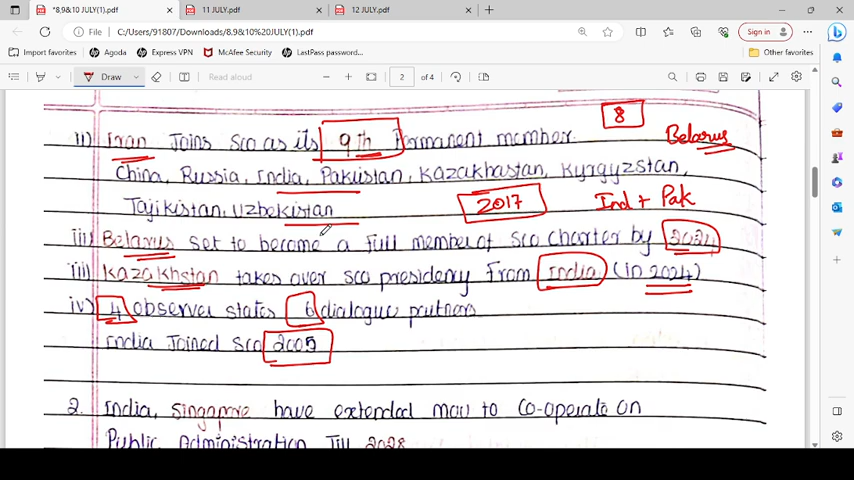 *8,9&10 JULY(1).pdf
11 JULY.pdf
12 JULY.pdf
File
C:/Users/91807/Downloads/8,9&10%20JULY(1).pdf
Sign in
Import favorites
Agoda
Express VPN
McAfee Security
LastPass password...
Other favorites
Draw
Read aloud
2
of 4
8
ii) Iran Joins SCO as its 9th Permanent member.
Belarus
China, Russia, India, Pakistan, Kazakhastan, Kyrgyzstan,
Tajikistan, Uzbekistan
2017
Ind + Pak
iii) Belarus set to become a full member of SCO Charter by 2024
iii) Kazakhstan takes over SCO presidency From India (in 2024)
iv) 4 observer states 6 dialogue partners
India Joined SCO 2005
2. India, Singapore have extended MOU to Co-operate on
Public Administration Till 2028